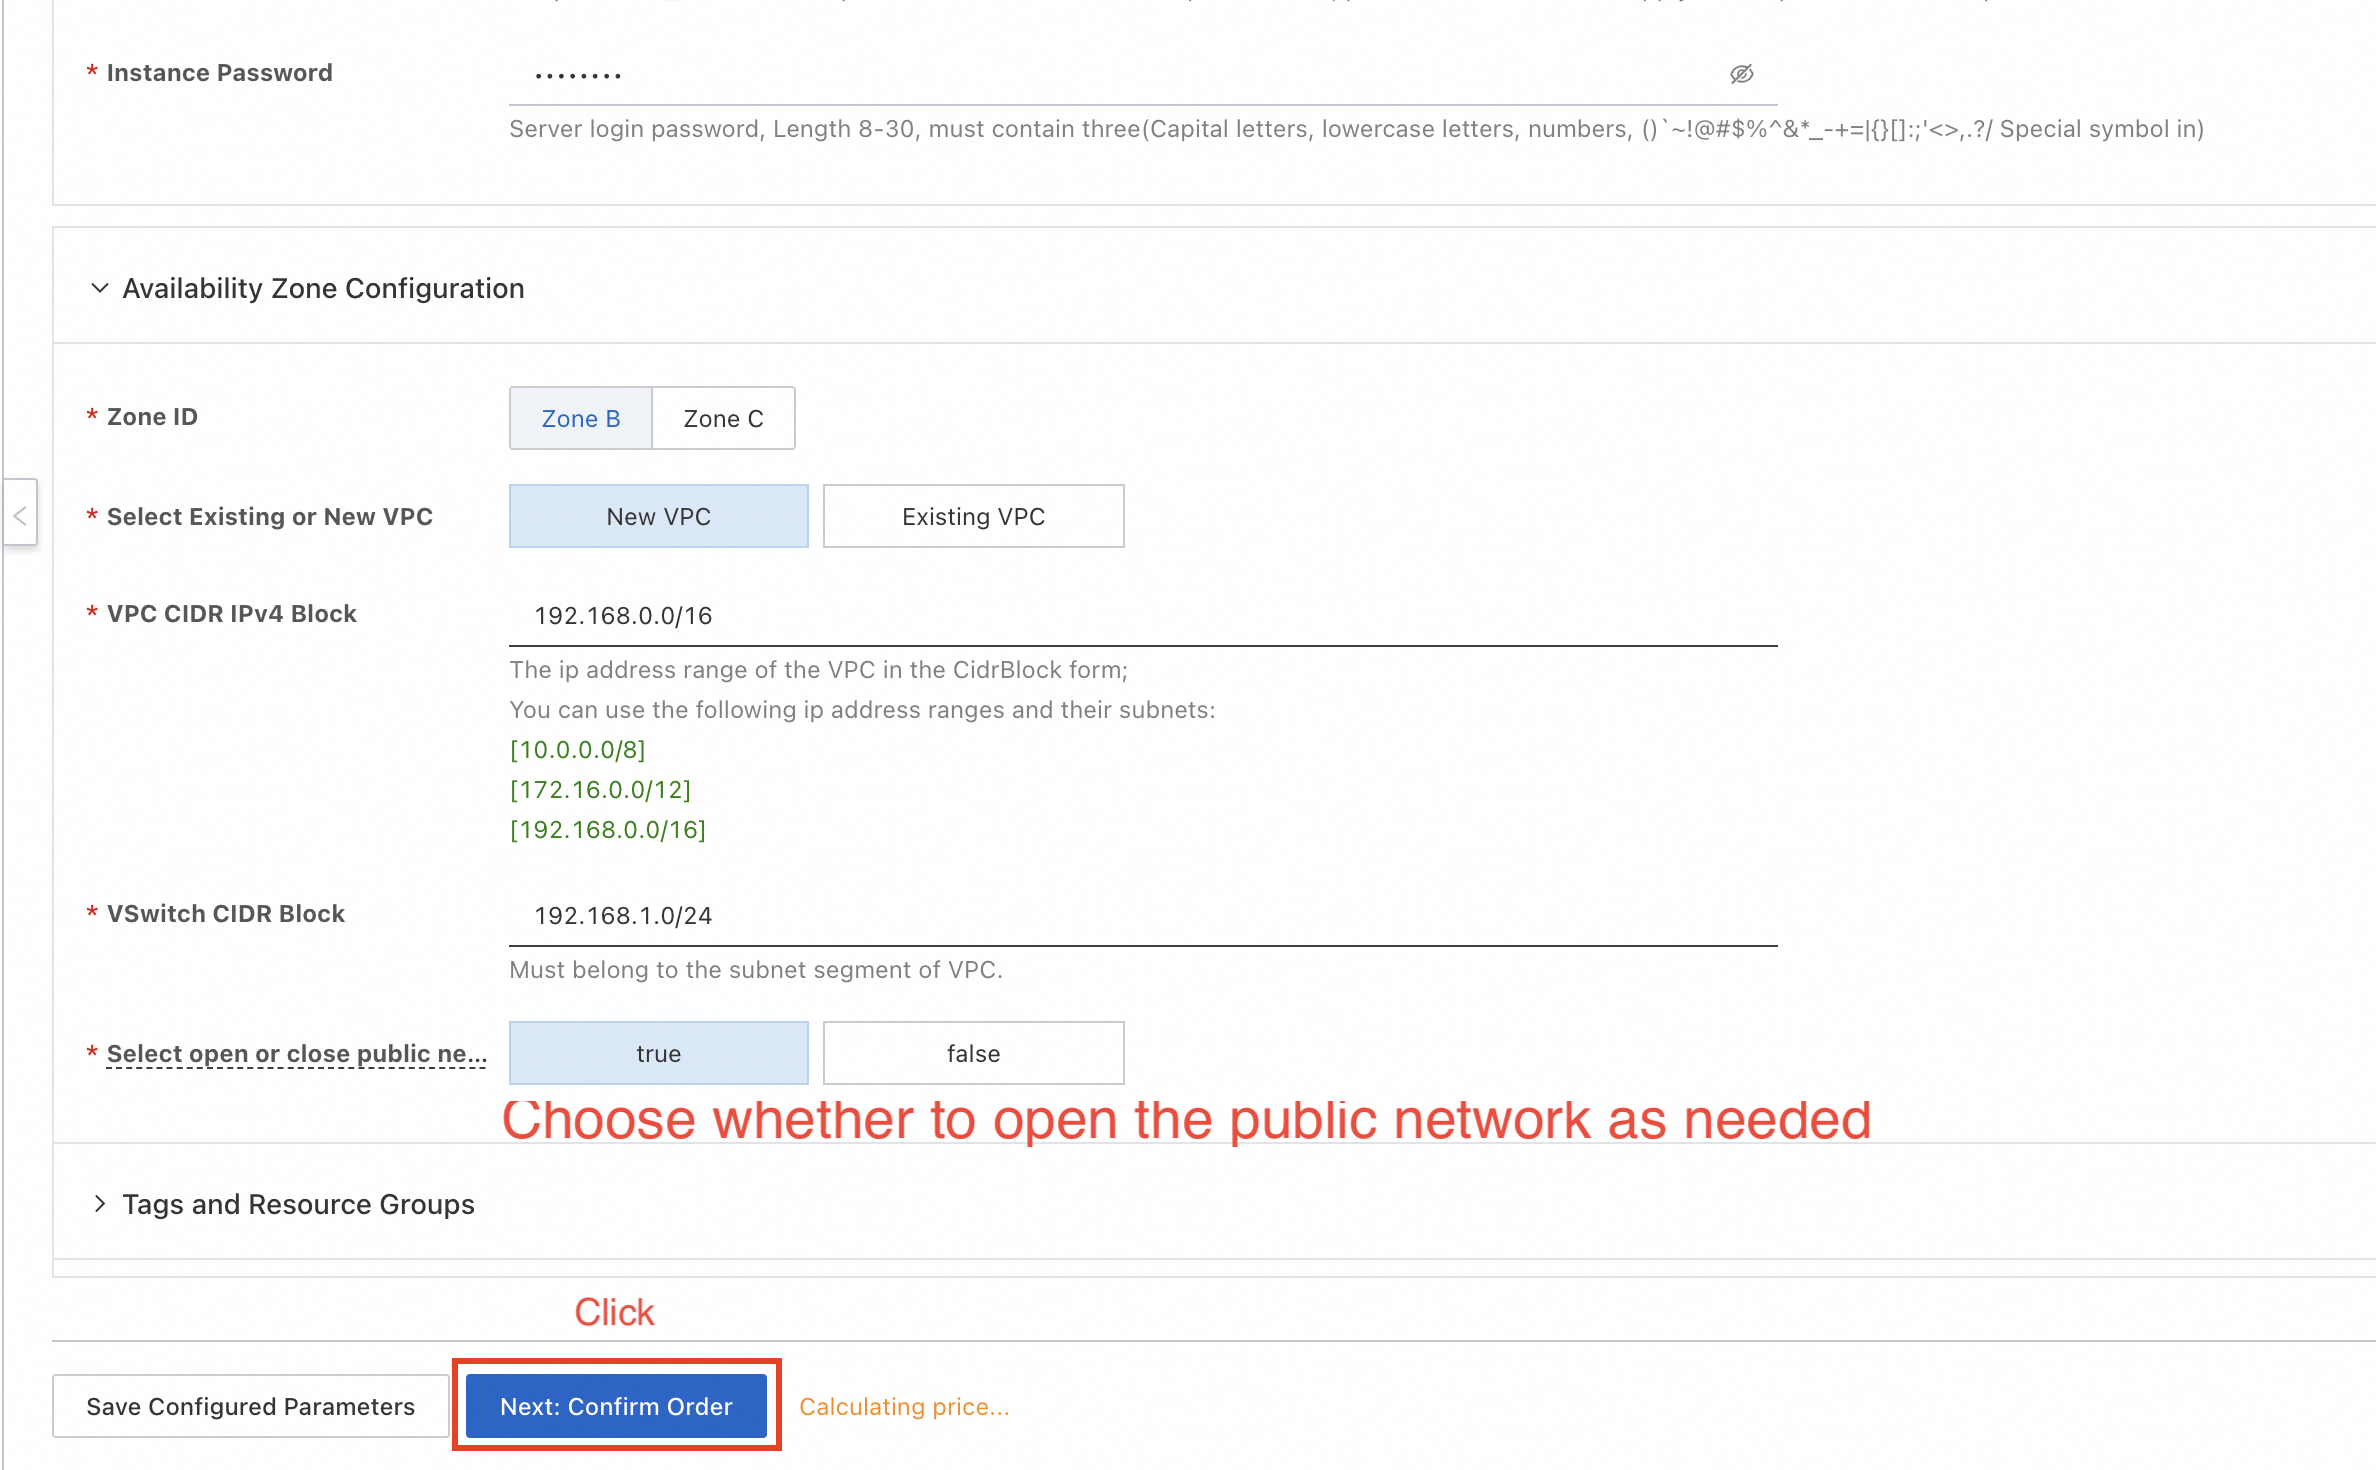 * Instance Password
••••••••
Server login password, Length 8-30, must contain three(Capital letters, lowercase letters, numbers, ()`~!@#$%^&*_-+=|{}[]:;'<>,.?/ Special symbol in)
Availability Zone Configuration
* Zone ID
Zone B
Zone C
* Select Existing or New VPC
New VPC
Existing VPC
* VPC CIDR IPv4 Block
192.168.0.0/16
The ip address range of the VPC in the CidrBlock form;
You can use the following ip address ranges and their subnets:
[10.0.0.0/8]
[172.16.0.0/12]
[192.168.0.0/16]
* VSwitch CIDR Block
192.168.1.0/24
Must belong to the subnet segment of VPC.
* Select open or close public ne...
true
false
Choose whether to open the public network as needed
Tags and Resource Groups
Click
Save Configured Parameters
Next: Confirm Order
Calculating price...